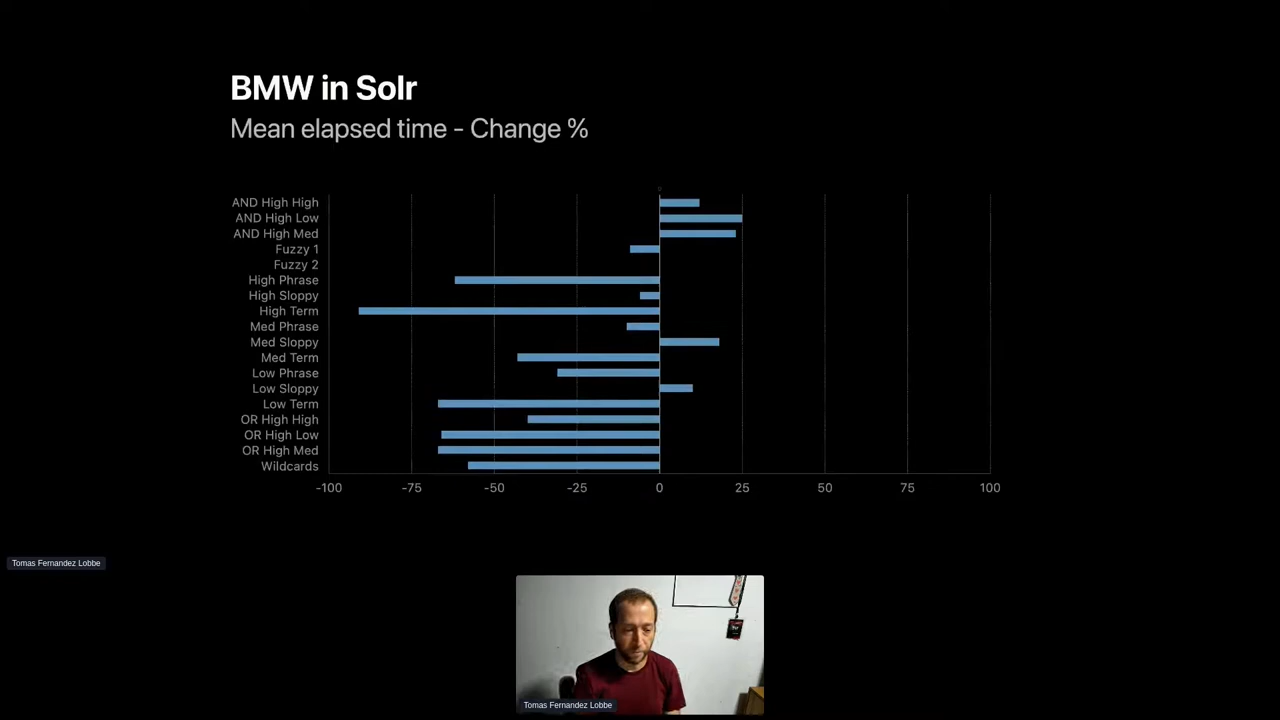 BMW in Solr
Mean elapsed time - Change %
0
AND High High
AND High Low
AND High Med
Fuzzy 1
Fuzzy 2
High Phrase
High Sloppy
High Term
Med Phrase
Med Sloppy
Med Term
Low Phrase
Low Sloppy
Low Term
OR High High
OR High Low
OR High Med
Wildcards
-100 -75 -50 -25 0 25 50 75 100
Tomas Fernandez Lobbe
Tomas Fernandez Lobbe